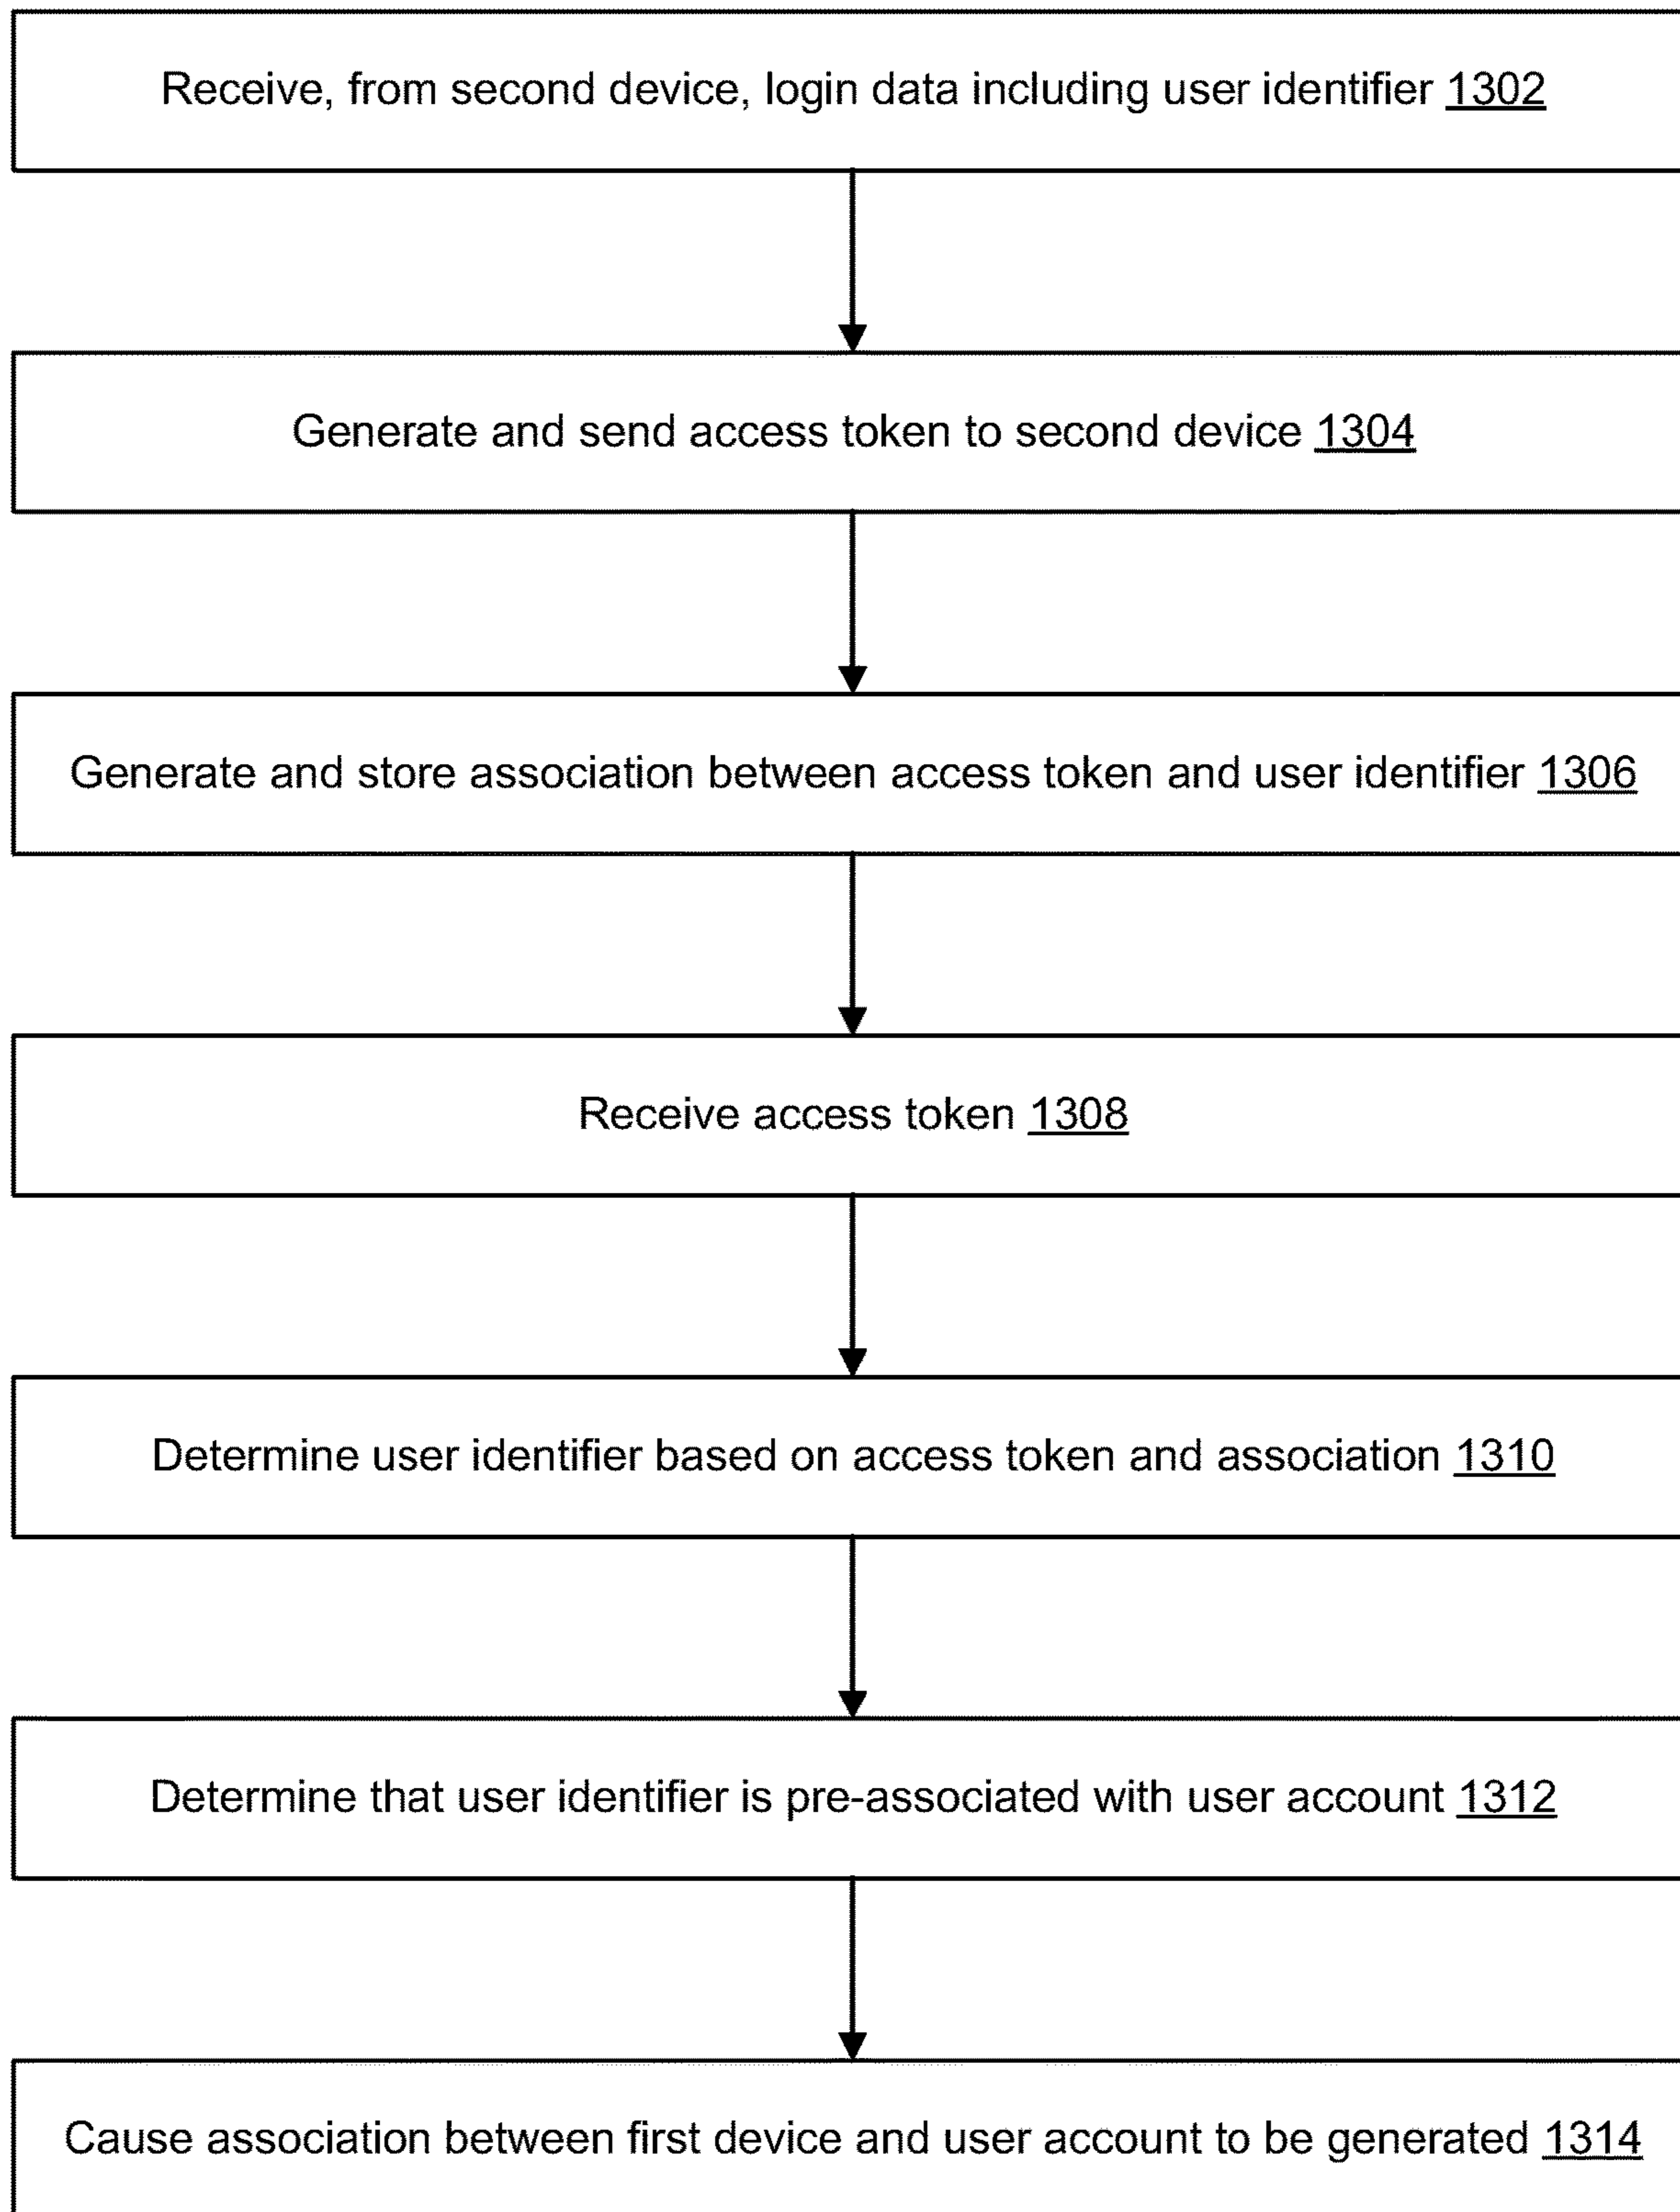 Receive, from second device, login data including user identifier 1302
Generate and send access token to second device 1304
Generate and store association between access token and user identifier 1306
Receive access token 1308
Determine user identifier based on access token and association 1310
Determine that user identifier is pre-associated with user account 1312
Cause association between first device and user account to be generated 1314